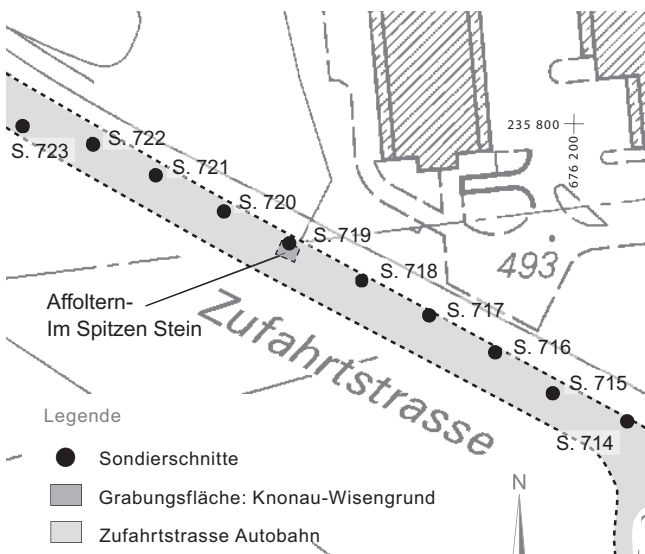 S. 723
S. 722
S. 721
S. 720
S. 719
S. 718
S. 717
S. 716
S. 715
S. 714
235 800
676 200
493
Affoltern-
Im Spitzen Stein
Zufahrtstrasse
Legende
Sondierschnitte
Grabungsfläche: Knonau-Wisengrund
Zufahrtstrasse Autobahn
N